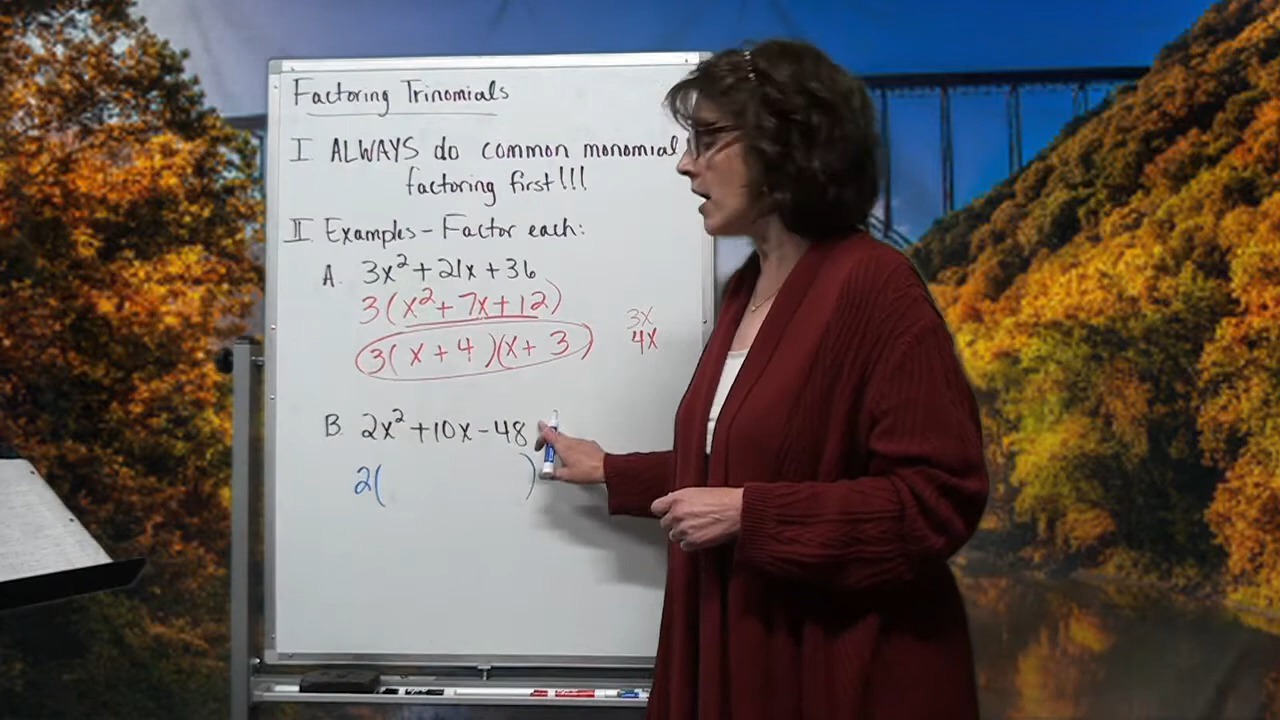 Factoring Trinomials
I ALWAYS do common monomial
factoring first!!!
II. Examples - Factor each:
A. 3x² + 21x + 36
3(x² + 7x + 12)
3(x + 4)(x + 3)
3x
4x
B. 2x² + 10x - 48
2( )